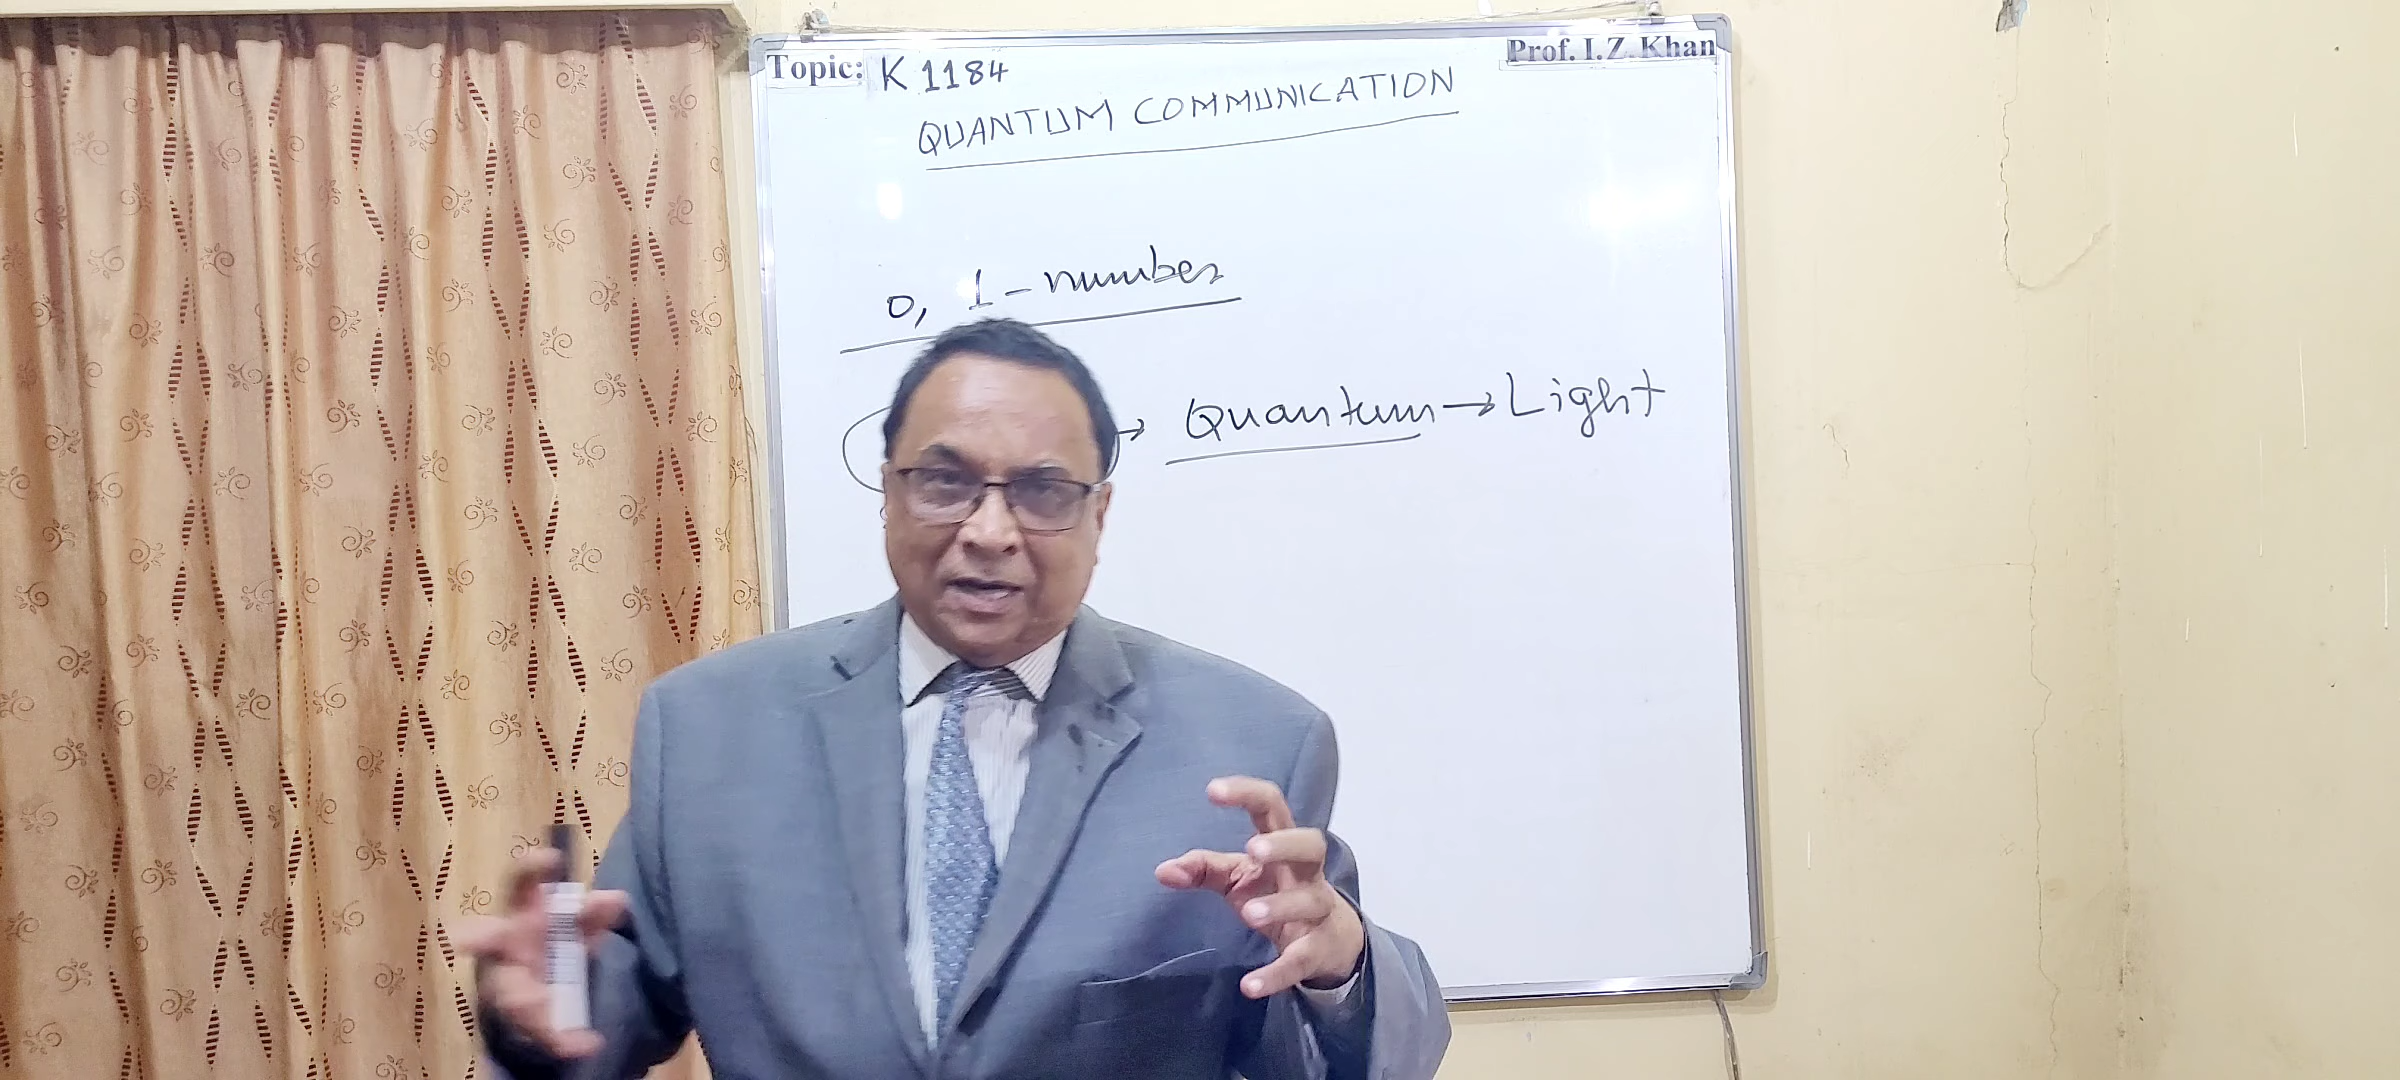 Topic: K 1184
Prof. I. Z. Khan
QUANTUM COMMUNICATION
0, 1 - number
→ Quantum → Light